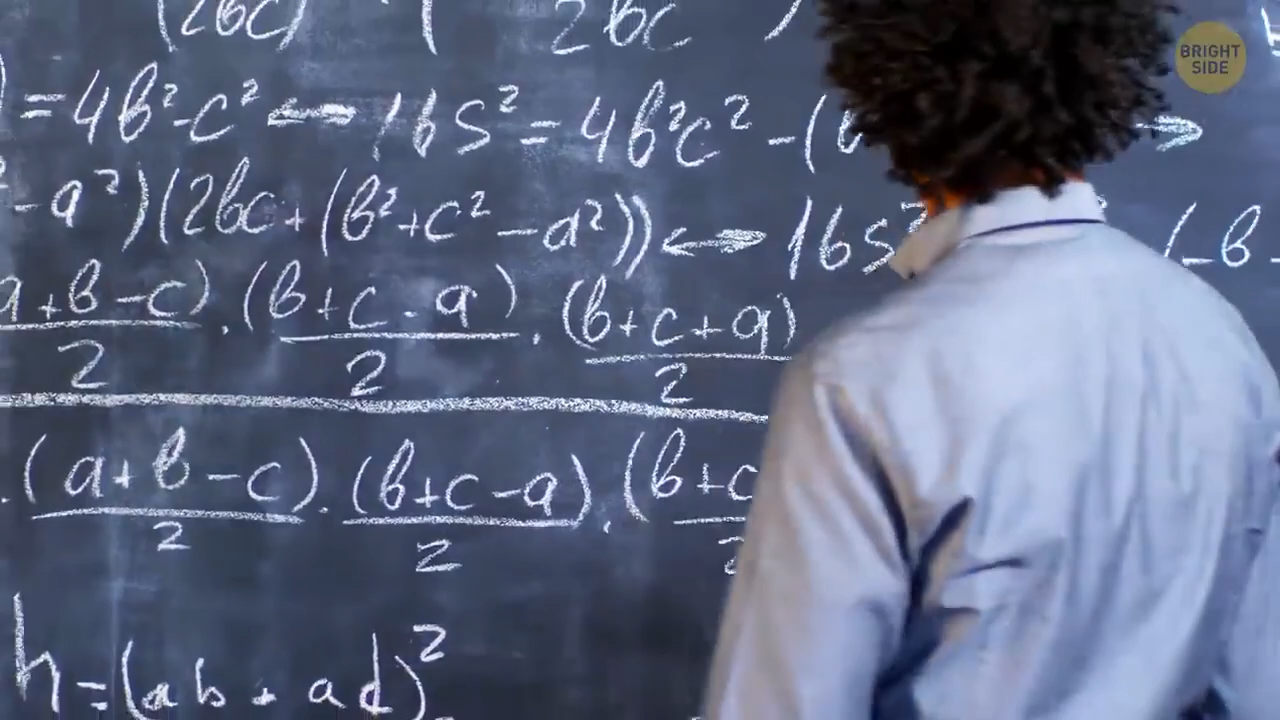 (2bc) ( 2bc )
) = 4b²-c² ↔ 16s² = 4b²c² -(b →
-a²)(2bc+(b²+c²-a²)) ↔ 16s² (-b-
a+b-c) . (b+c-a) . (b+c+a)
2 2 2
.(a+b-c) . (b+c-a) . (b+c
2 2 2
h=(ab+ad)²
BRIGHT
SIDE